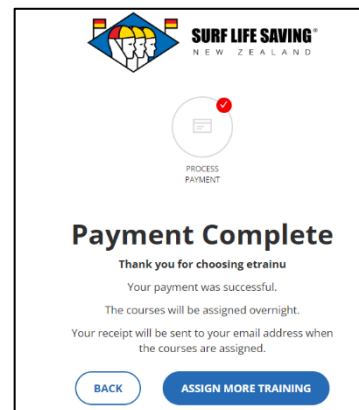 SURF LIFE SAVING®
NEW ZEALAND
PROCESS
PAYMENT
Payment Complete
Thank you for choosing etrainu
Your payment was successful.
The courses will be assigned overnight.
Your receipt will be sent to your email address when
the courses are assigned.
BACK
ASSIGN MORE TRAINING